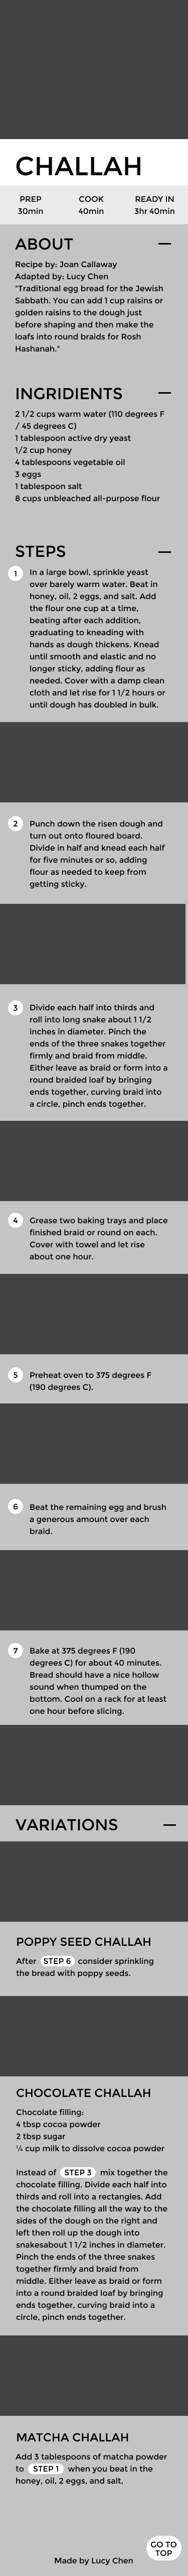 CHALLAH
PREP
COOK
READY IN
30min
40min
3hr 40min
ABOUT
Recipe by: Joan Callaway
Adapted by: Lucy Chen
"Traditional egg bread for the Jewish
Sabbath. You can add 1 cup raisins or
golden raisins to the dough just
before shaping and then make the
loafs into round braids for Rosh
Hashanah."
INGRIDIENTS
2 1/2 cups warm water (110 degrees F
/ 45 degrees C)
1 tablespoon active dry yeast
1/2 cup honey
4 tablespoons vegetable oil
3 eggs
1 tablespoon salt
8 cups unbleached all-purpose flour
STEPS
1 In a large bowl, sprinkle yeast
over barely warm water. Beat in
honey, oil, 2 eggs, and salt. Add
the flour one cup at a time,
beating after each addition,
graduating to kneading with
hands as dough thickens. Knead
until smooth and elastic and no
longer sticky, adding flour as
needed. Cover with a damp clean
cloth and let rise for 1 1/2 hours or
until dough has doubled in bulk.
2 Punch down the risen dough and
turn out onto floured board.
Divide in half and knead each half
for five minutes or so, adding
flour as needed to keep from
getting sticky.
3 Divide each half into thirds and
roll into long snake about 1 1/2
inches in diameter. Pinch the
ends of the three snakes together
firmly and braid from middle.
Either leave as braid or form into a
round braided loaf by bringing
ends together, curving braid into
a circle, pinch ends together.
4 Grease two baking trays and place
finished braid or round on each.
Cover with towel and let rise
about one hour.
5 Preheat oven to 375 degrees F
(190 degrees C).
6 Beat the remaining egg and brush
a generous amount over each
braid.
7 Bake at 375 degrees F (190
degrees C) for about 40 minutes.
Bread should have a nice hollow
sound when thumped on the
bottom. Cool on a rack for at least
one hour before slicing.
VARIATIONS
POPPY SEED CHALLAH
After STEP 6 consider sprinkling
the bread with poppy seeds.
CHOCOLATE CHALLAH
Chocolate filling:
4 tbsp cocoa powder
2 tbsp sugar
¼ cup milk to dissolve cocoa powder
Instead of STEP 3 mix together the
chocolate filling. Divide each half into
thirds and roll into a rectangles. Add
the chocolate filling all the way to the
sides of the dough on the right and
left then roll up the dough into
snakesabout 1 1/2 inches in diameter.
Pinch the ends of the three snakes
together firmly and braid from
middle. Either leave as braid or form
into a round braided loaf by bringing
ends together, curving braid into a
circle, pinch ends together.
MATCHA CHALLAH
Add 3 tablespoons of matcha powder
to STEP 1 when you beat in the
honey, oil, 2 eggs, and salt.
GO TO
TOP
Made by Lucy Chen